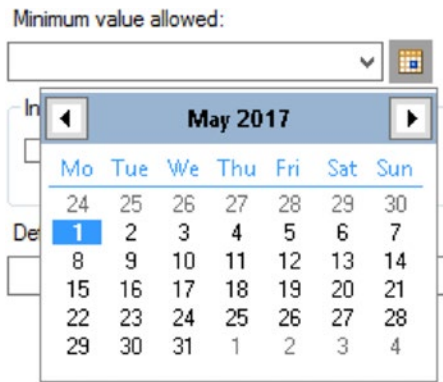 Minimum value allowed:
In
May 2017
Mo Tue We Thu Fri Sat Sun
24 25 26 27 28 29 30
1 2 3 4 5 6 7
8 9 10 11 12 13 14
15 16 17 18 19 20 21
22 23 24 25 26 27 28
29 30 31 1 2 3 4